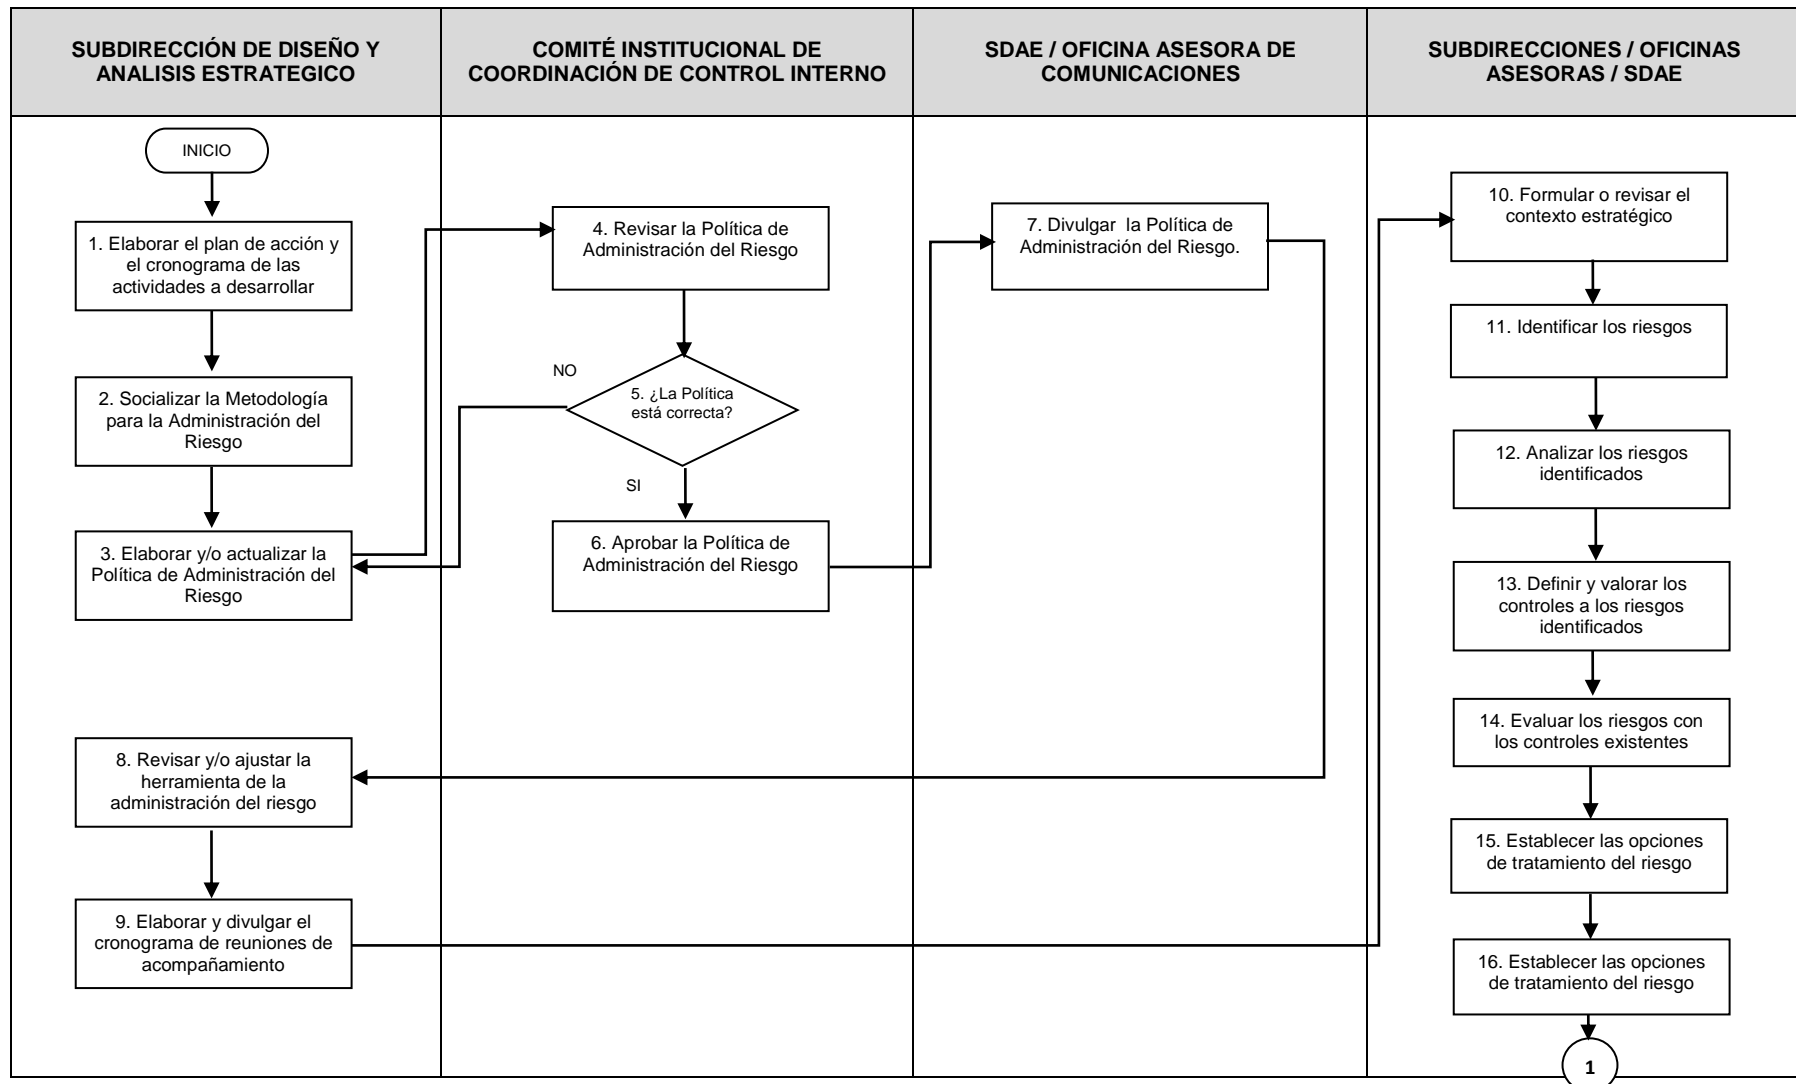 SUBDIRECCIÓN DE DISEÑO Y
ANALISIS ESTRATEGICO
COMITÉ INSTITUCIONAL DE
COORDINACIÓN DE CONTROL INTERNO
SDAE / OFICINA ASESORA DE
COMUNICACIONES
SUBDIRECCIONES / OFICINAS
ASESORAS / SDAE
INICIO
1. Elaborar el plan de acción y
el cronograma de las
actividades a desarrollar
2. Socializar la Metodología
para la Administración del
Riesgo
3. Elaborar y/o actualizar la
Política de Administración del
Riesgo
4. Revisar la Política de
Administración del Riesgo
NO
5. ¿La Política
está correcta?
SI
6. Aprobar la Política de
Administración del Riesgo
7. Divulgar  la Política de
Administración del Riesgo.
8. Revisar y/o ajustar la
herramienta de la
administración del riesgo
9. Elaborar y divulgar el
cronograma de reuniones de
acompañamiento
10. Formular o revisar el
contexto estratégico
11. Identificar los riesgos
12. Analizar los riesgos
identificados
13. Definir y valorar los
controles a los riesgos
identificados
14. Evaluar los riesgos con
los controles existentes
15. Establecer las opciones
de tratamiento del riesgo
16. Establecer las opciones
de tratamiento del riesgo
1